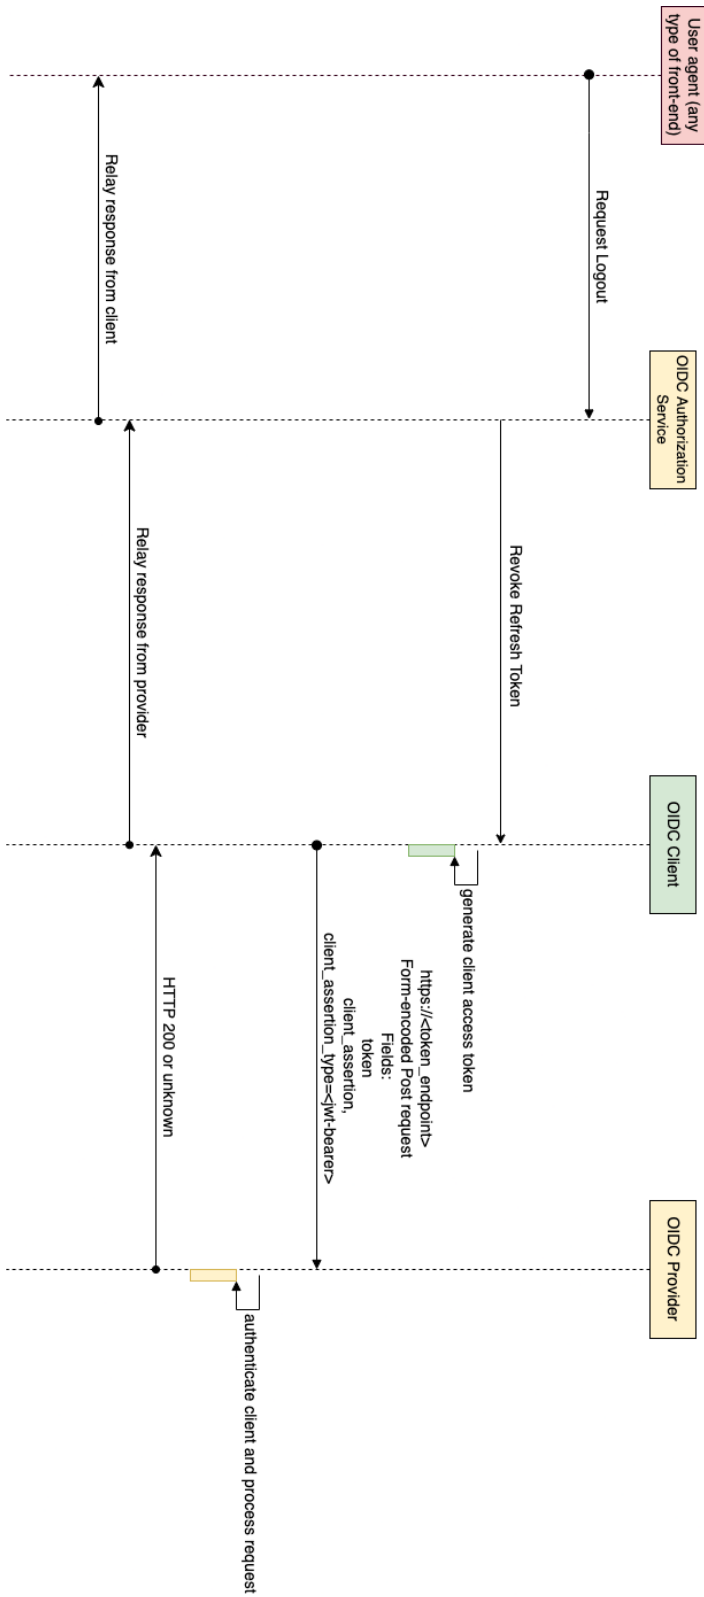 User agent (any
type of front-end)
OIDC Authorization
Service
OIDC Client
OIDC Provider
Request Logout
Revoke Refresh Token
generate client access token
https://<token_endpoint>
Form-encoded Post request
Fields:
token
client_assertion,
client_assertion_type=<jwt-bearer>
authenticate client and process request
HTTP 200 or unknown
Relay response from provider
Relay response from client